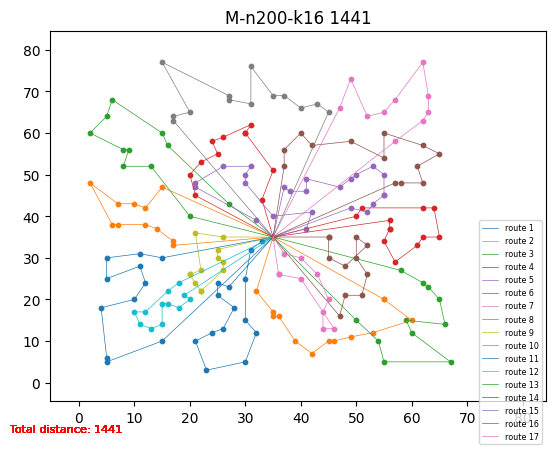 M-n200-k16 1441
80
70
60
50
40
30
20
10
0
0
10
20
30
40
50
60
70
80
route 1
route 2
route 3
route 4
route 5
route 6
route 7
route 8
route 9
route 10
route 11
route 12
route 13
route 14
route 15
route 16
route 17
Total distance: 1441